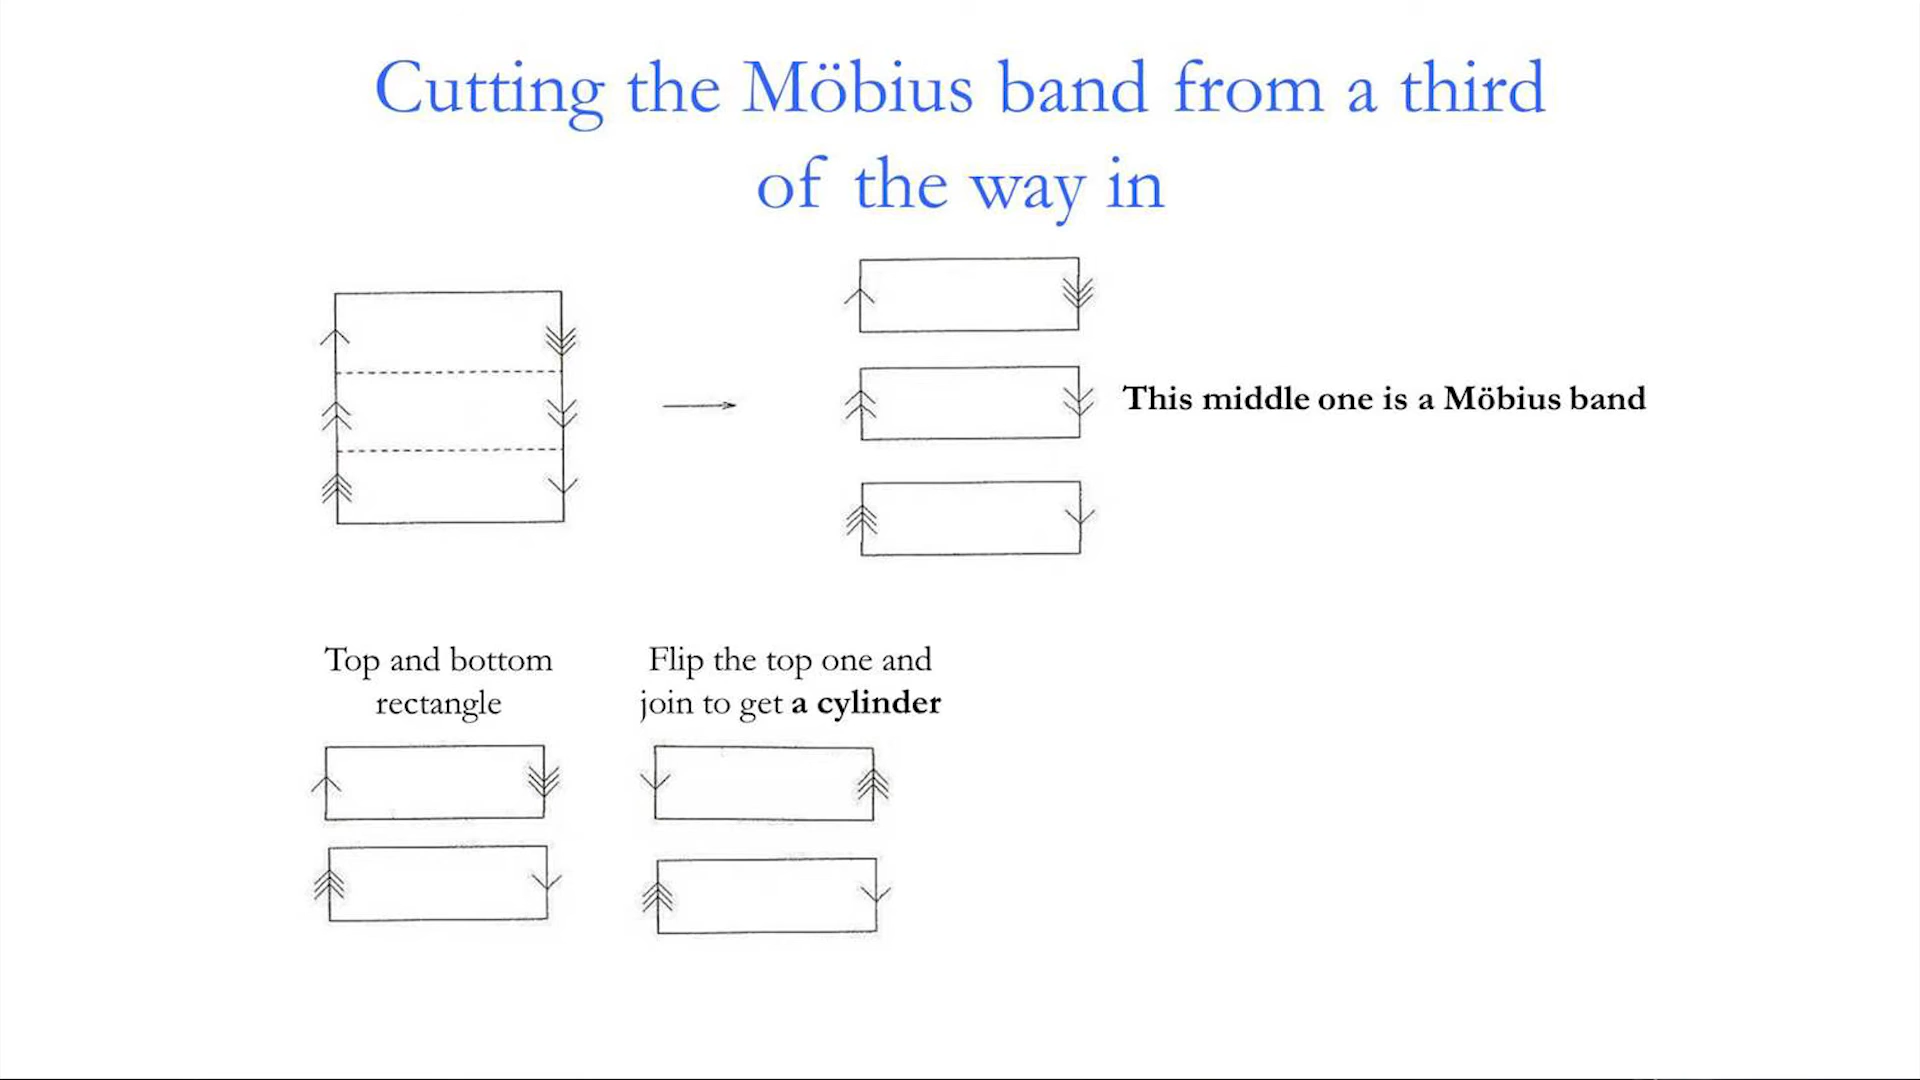 Cutting the Möbius band from a third
of the way in
This middle one is a Möbius band
Top and bottom
rectangle
Flip the top one and
join to get a cylinder